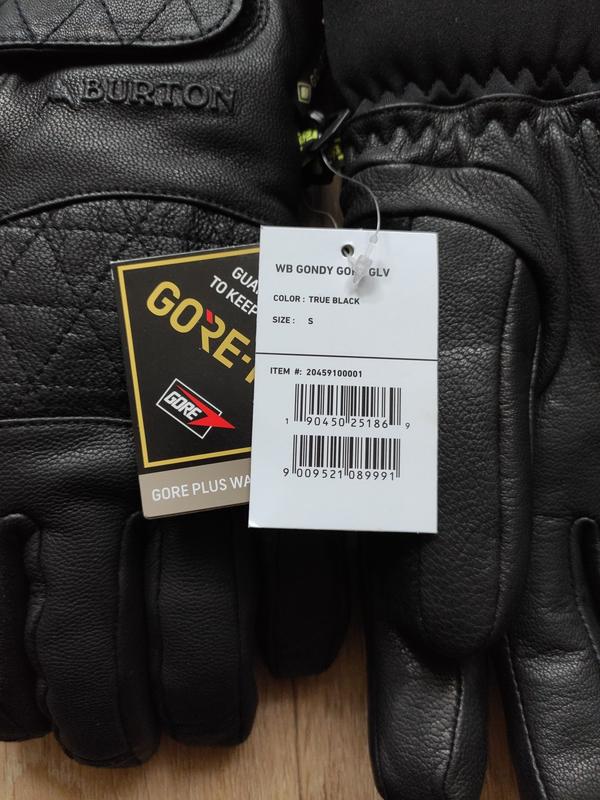 BURTON
GUA
TO KEEP
GORE-
GORE
GORE PLUS WA
WB GONDY GO GLV
COLOR : TRUE BLACK
SIZE : S
ITEM #: 20459100001
1 90450 25186 9
9 009521 089991